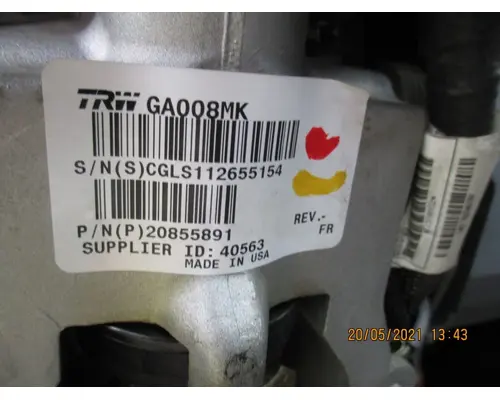 TRW GA008MK
S/N(S)CGLS112655154
P/N(P)20855891
SUPPLIER ID: 40563
MADE IN USA
REV.-
FR
20/05/2021 13:43